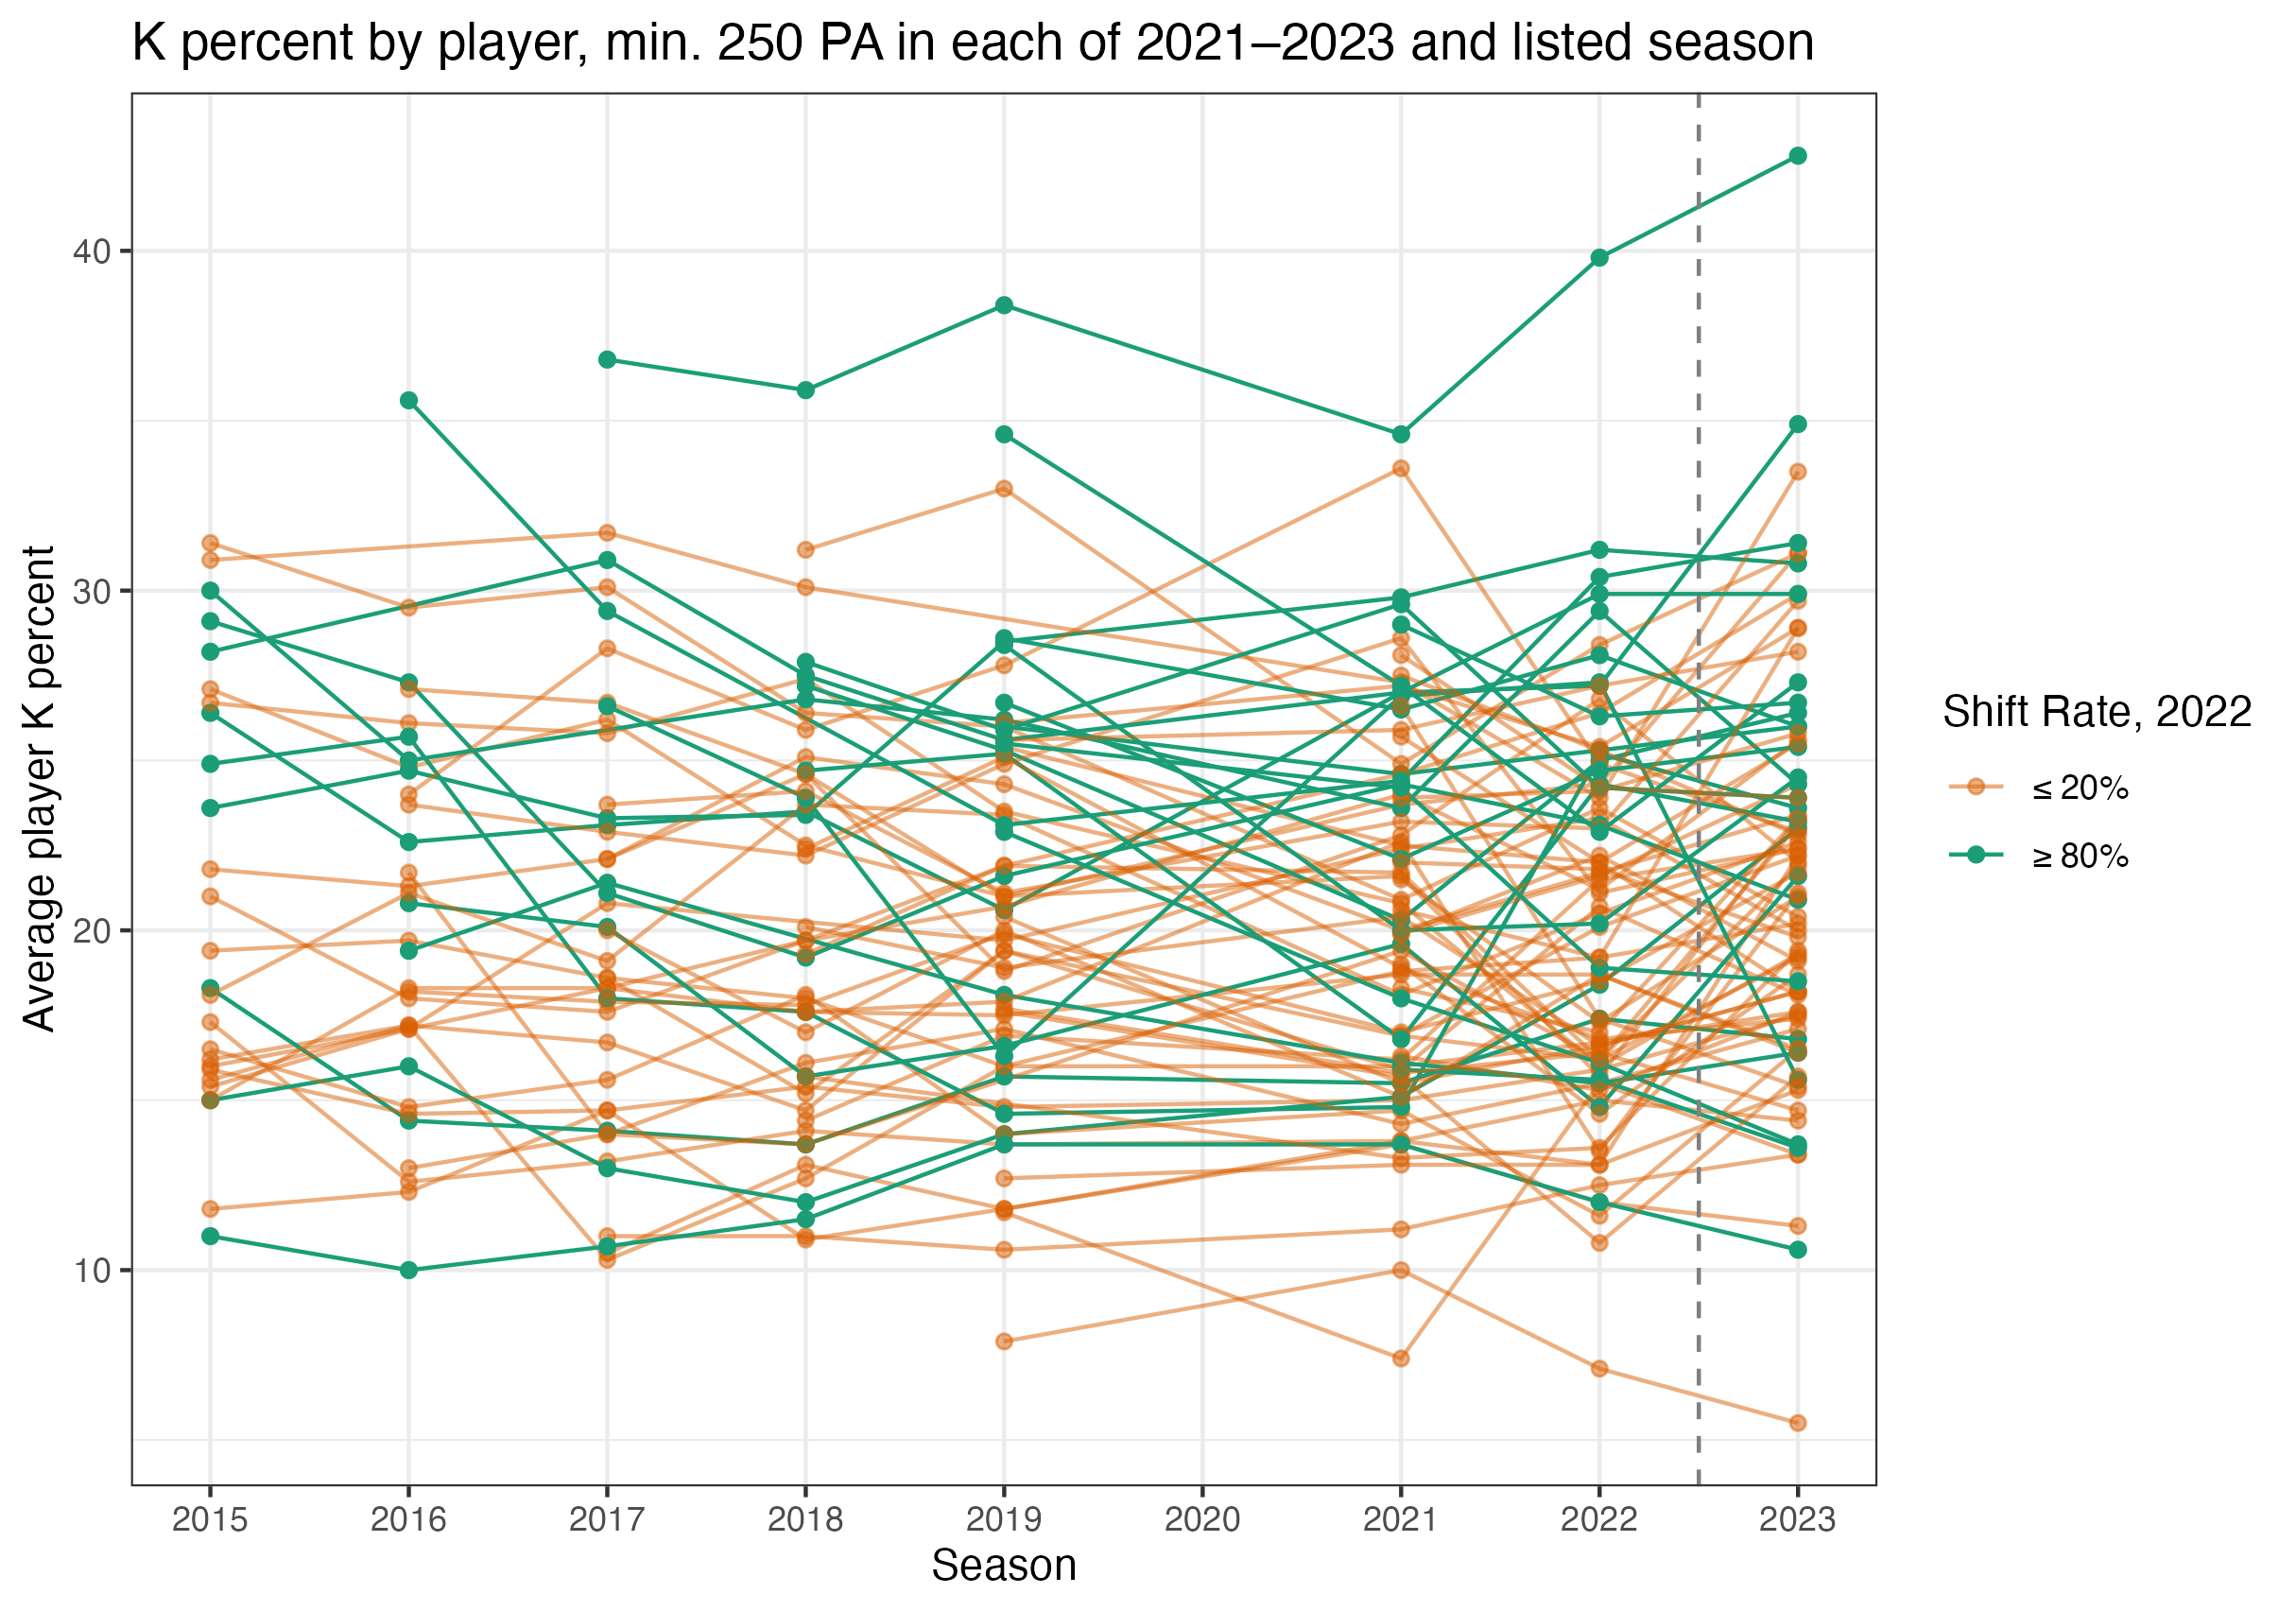 K percent by player, min. 250 PA in each of 2021–2023 and listed season
Average player K percent
40
30
20
10
2015 2016 2017 2018 2019 2020 2021 2022 2023
Season
Shift Rate, 2022
≤ 20%
≥ 80%